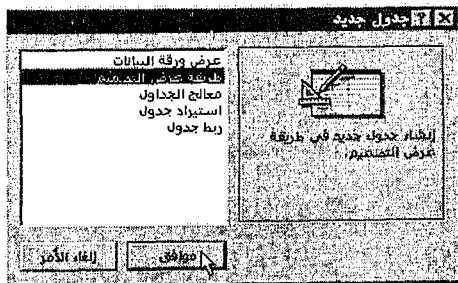 جدول جديد
عرض ورقة البيانات
طريقة عرض التصميم
معالج الجداول
استيراد جدول
ربط جدول
إنشاء جدول جديد في طريقة
عرض التصميم.
موافق
إلغاء الأمر